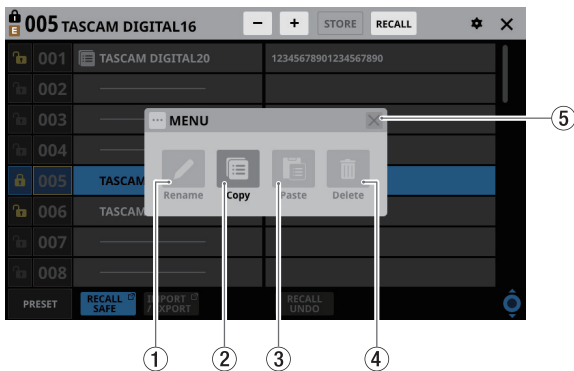 E 005 TASCAM DIGITAL16 − + STORE RECALL
001 TASCAM DIGITAL20 12345678901234567890
002
003
MENU
004
005 TASCAM
Rename Copy Paste Delete
006 TASCAM
007
008
PRESET RECALL SAFE IMPORT / EXPORT RECALL UNDO
① ② ③ ④
⑤